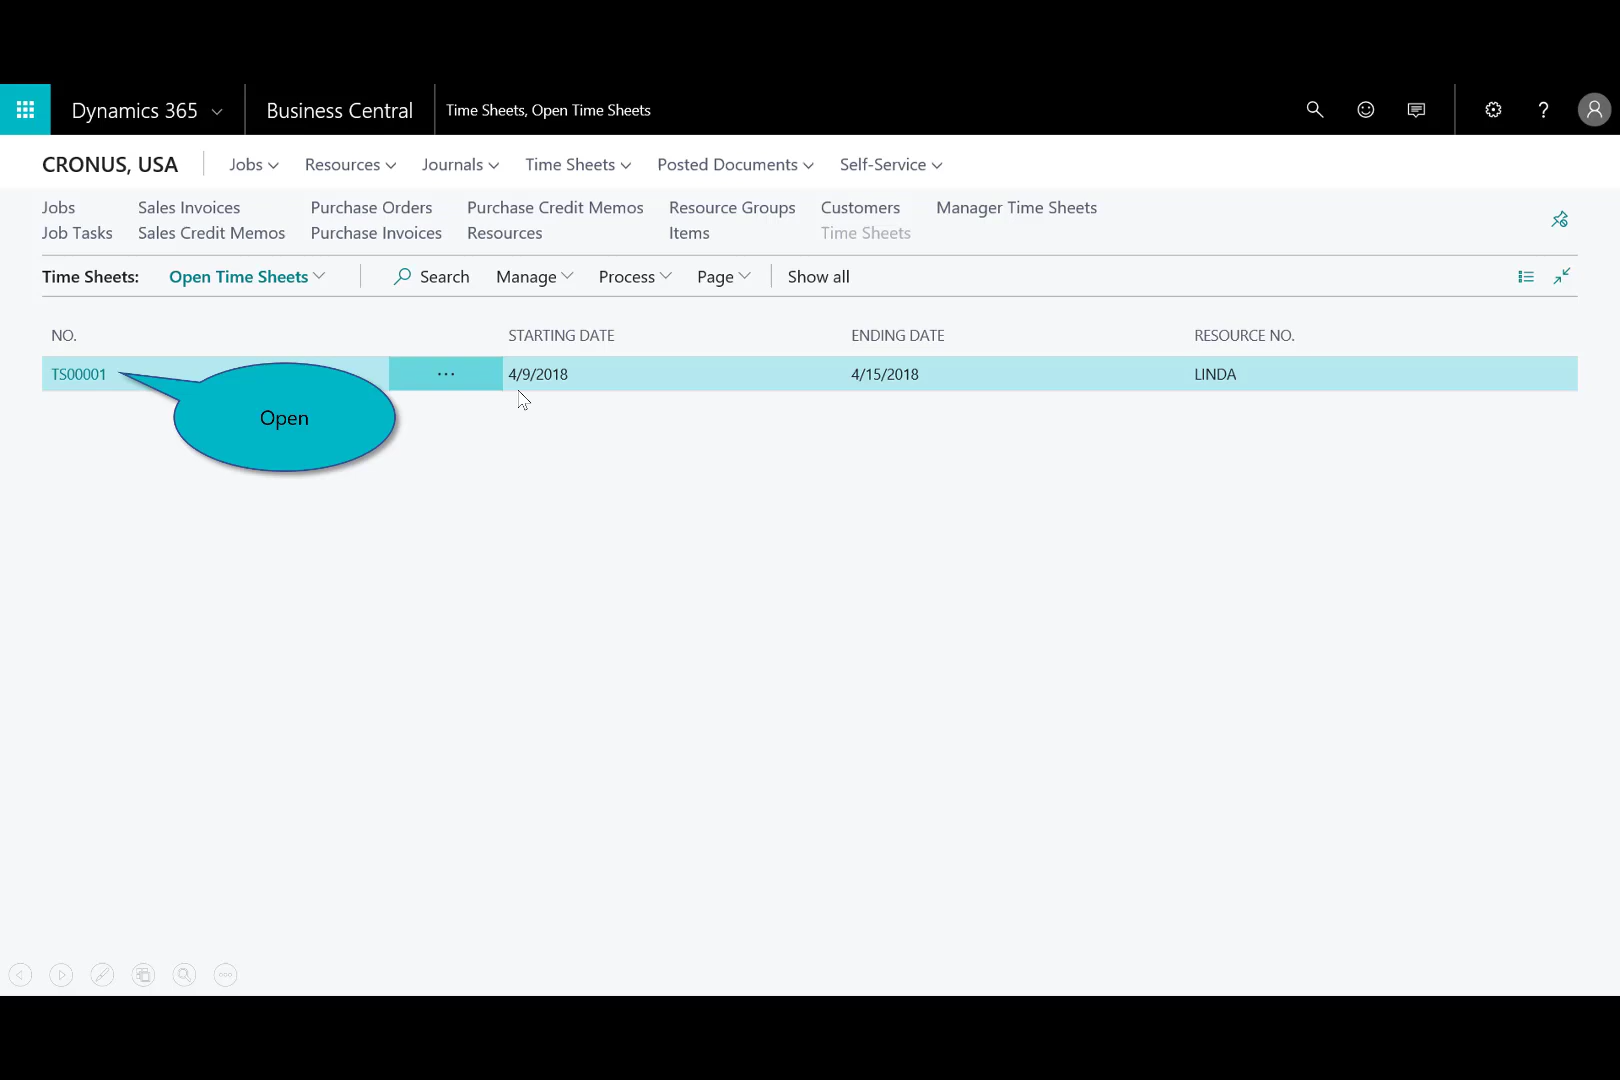 Dynamics 365 Business Central Time Sheets, Open Time Sheets ?
CRONUS, USA Jobs Resources Journals Time Sheets Posted Documents Self-Service
Jobs Sales Invoices Purchase Orders Purchase Credit Memos Resource Groups Customers Manager Time Sheets
Job Tasks Sales Credit Memos Purchase Invoices Resources Items Time Sheets
Time Sheets: Open Time Sheets Search Manage Process Page Show all
NO. STARTING DATE ENDING DATE RESOURCE NO.
TS00001 ... 4/9/2018 4/15/2018 LINDA
Open